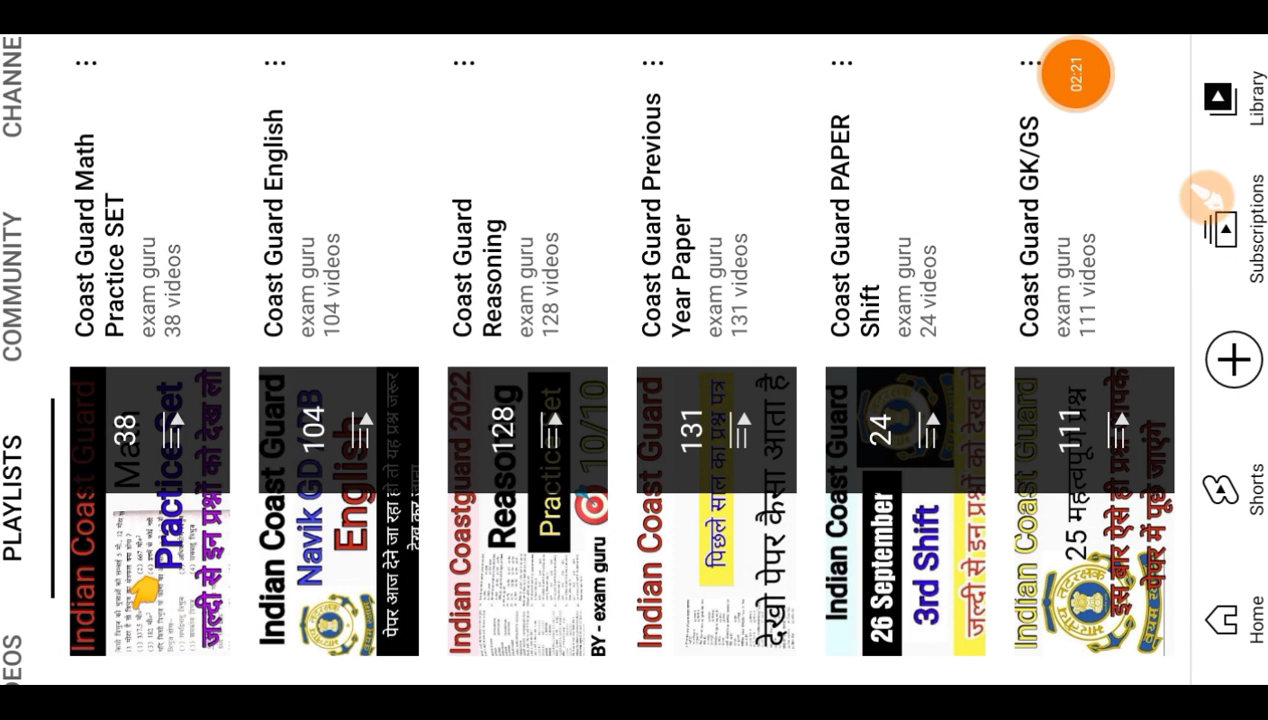 DEOS
PLAYLISTS
COMMUNITY
CHANNE
Indian Coast Guard
Math
Practice Set
जल्दी से इन प्रश्नों को देख लो
38
Coast Guard Math
Practice SET
exam guru
38 videos
Indian Coast Guard
Navik GD / DB
English
पेपर आज देने जा रहा हो तो यह प्रश्न जरूर
104
Coast Guard English
exam guru
104 videos
Indian Coastguard 2022
Reasoning
Practice Set
10/10
BY - exam guru
128
Coast Guard
Reasoning
exam guru
128 videos
Indian Coast Guard
पिछले साल का प्रश्न पत्र
देखो पेपर कैसा आता है
131
Coast Guard Previous
Year Paper
exam guru
131 videos
Indian Coast Guard
26 September
3rd Shift
जल्दी से इन प्रश्नों को देख लो
24
Coast Guard PAPER
Shift
exam guru
24 videos
Indian Coast Guard
25 महत्वपूर्ण प्रश्न
इस बार ऐसे ही प्रश्न आपके
पेपर में पूछे जाएंगे
111
Coast Guard GK/GS
exam guru
111 videos
02:21
Home
Shorts
Subscriptions
Library